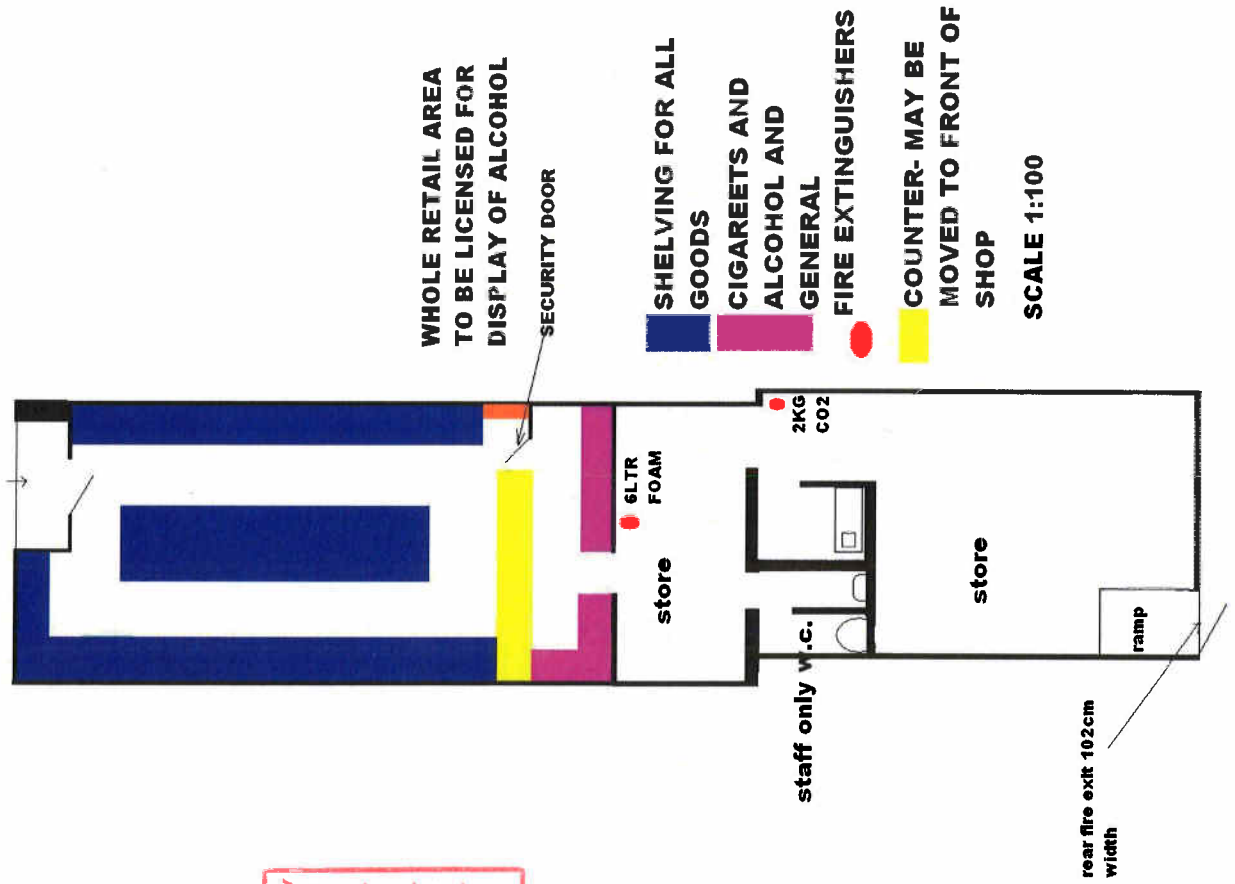 WHOLE RETAIL AREA
TO BE LICENSED FOR
DISPLAY OF ALCOHOL
SECURITY DOOR
SHELVING FOR ALL
GOODS
CIGAREETS AND
ALCOHOL AND
GENERAL
FIRE EXTINGUISHERS
COUNTER- MAY BE
MOVED TO FRONT OF
SHOP
SCALE 1:100
6LTR
FOAM
2KG
CO2
store
store
staff only w.c.
ramp
rear fire exit 102cm
width